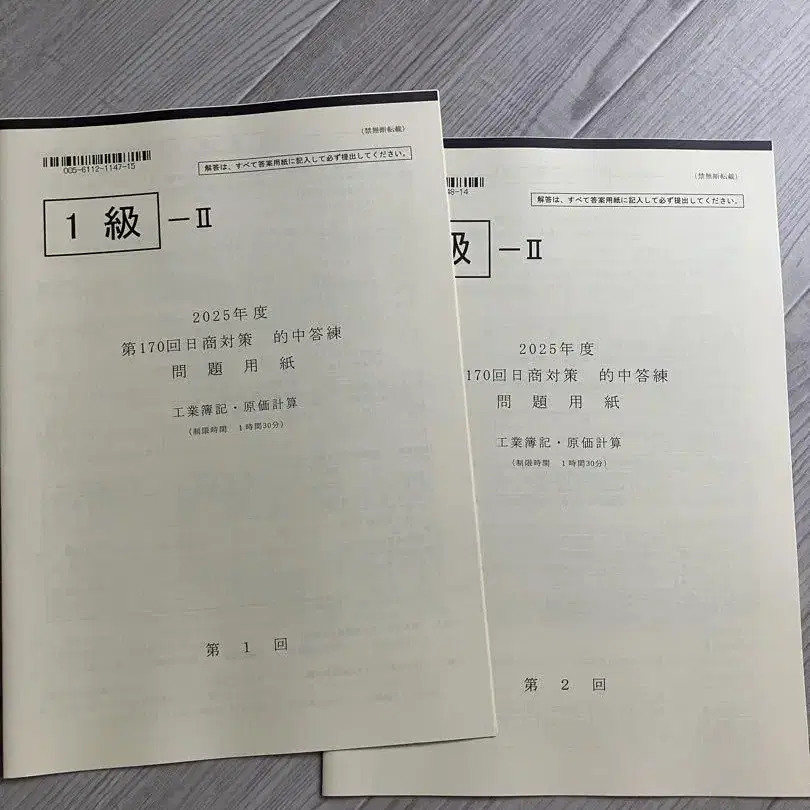 (禁無断転載)
005-6112-1147-15
解答は、すべて答案用紙に記入して必ず提出してください。
1 級 -Ⅱ
2025年度
第170回日商対策 的中答練
問 題 用 紙
工業簿記・原価計算
(制限時間 1時間30分)
第 1 回
(禁無断転載)
48-14
解答は、すべて答案用紙に記入して必ず提出してください。
級 -Ⅱ
2025年度
170回日商対策 的中答練
問 題 用 紙
工業簿記・原価計算
(制限時間 1時間30分)
第 2 回